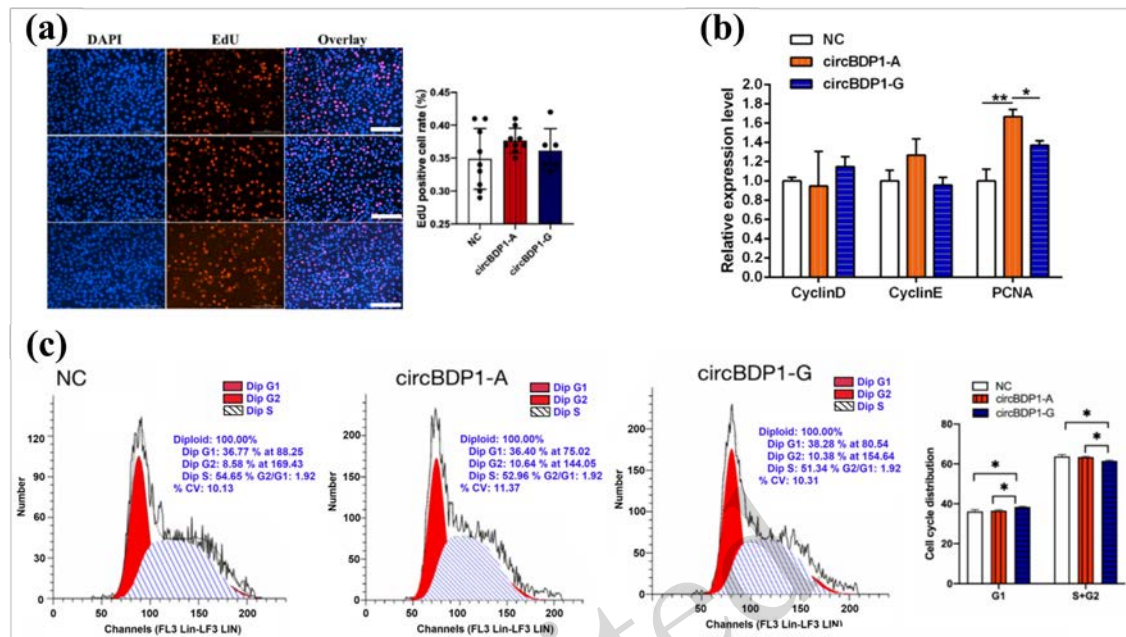 (a)
DAPI EdU Overlay
EdU positive cell rate (%)
0.45
0.40
0.35
0.30
0.25
NC
circBDP1-A
circBDP1-G
(b)
NC
circBDP1-A
circBDP1-G
Relative expression level
2.0
1.8
1.6
1.4
1.2
1.0
0.8
0.6
0.4
0.2
0.0
** *
CyclinD CyclinE PCNA
(c)
NC
Dip G1
Dip G2
Dip S
Diploid: 100.00%
Dip G1: 36.77 % at 88.25
Dip G2: 8.58 % at 169.43
Dip S: 54.65 % G2/G1: 1.92
% CV: 10.13
Number
120
90
60
30
0
0 50 100 150 200
Channels (FL3 Lin-LF3 LIN)
circBDP1-A
Dip G1
Dip G2
Dip S
Diploid: 100.00%
Dip G1: 36.40 % at 75.02
Dip G2: 10.64 % at 144.05
Dip S: 52.96 % G2/G1: 1.92
% CV: 11.37
Number
200
150
100
50
0
0 50 100 150 200
Channels (FL3 Lin-LF3 LIN)
circBDP1-G
Dip G1
Dip G2
Dip S
Diploid: 100.00%
Dip G1: 38.28 % at 80.54
Dip G2: 10.38 % at 154.64
Dip S: 51.34 % G2/G1: 1.92
% CV: 10.31
Number
200
150
100
50
0
0 50 100 150 200
Channels (FL3 Lin-LF3 LIN)
NC
circBDP1-A
circBDP1-G
Cell cycle distribution
80
60
40
20
0
*
*
*
*
G1 S+G2